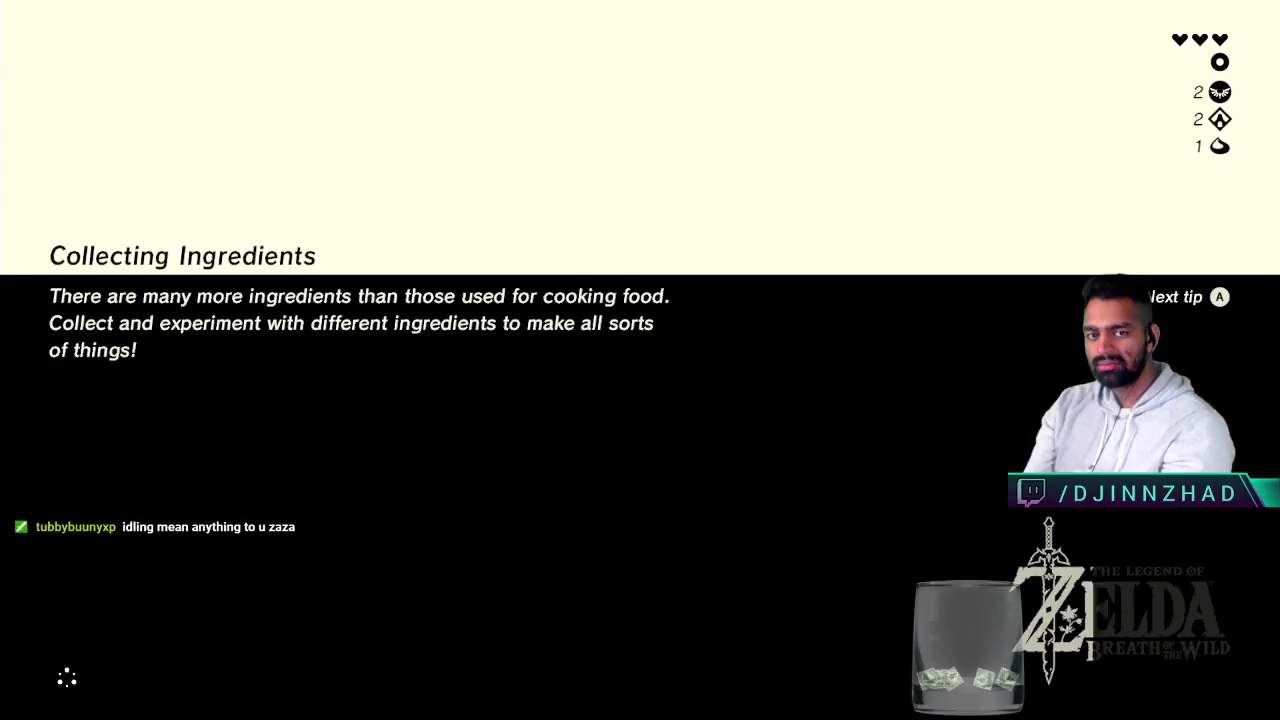 2
2
1
Collecting Ingredients
There are many more ingredients than those used for cooking food.
Collect and experiment with different ingredients to make all sorts
of things!
ext tip A
/DJINNZHAD
tubbybuunyxp idling mean anything to u zaza
THE LEGEND OF
ZELDA
BREATH OF THE WILD